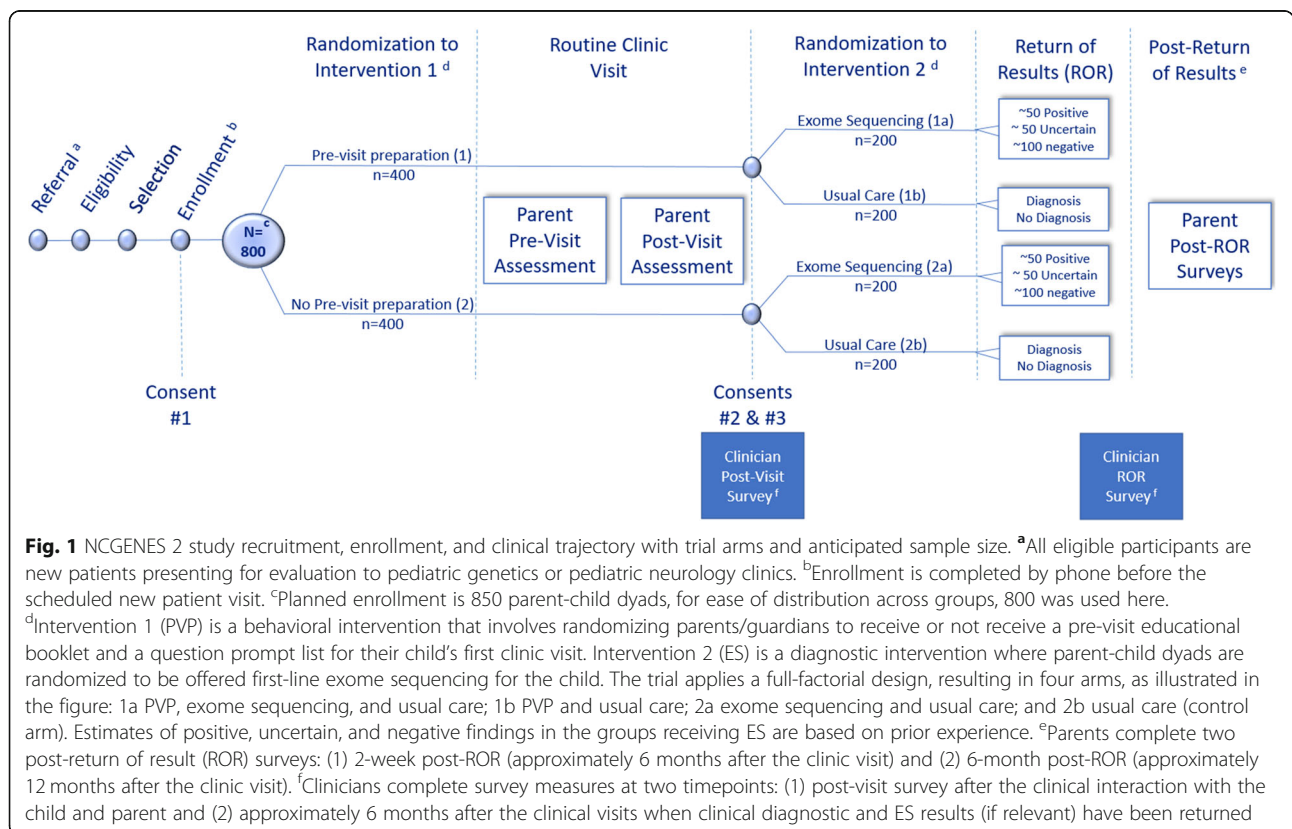 Randomization to
Intervention 1 d
Routine Clinic
Visit
Randomization to
Intervention 2 d
Return of
Results (ROR)
Post-Return
of Results e
Referral a
Eligibility
Selection
Enrollment b
N= c
800
Pre-visit preparation (1)
n=400
No Pre-visit preparation (2)
n=400
Parent
Pre-Visit
Assessment
Parent
Post-Visit
Assessment
Exome Sequencing (1a)
n=200
Usual Care (1b)
n=200
Exome Sequencing (2a)
n=200
Usual Care (2b)
n=200
~50 Positive
~ 50 Uncertain
~100 negative
Diagnosis
No Diagnosis
~50 Positive
~ 50 Uncertain
~100 negative
Diagnosis
No Diagnosis
Parent
Post-ROR
Surveys
Consent
#1
Consents
#2 & #3
Clinician
Post-Visit
Survey f
Clinician
ROR
Survey f
Fig. 1 NCGENES 2 study recruitment, enrollment, and clinical trajectory with trial arms and anticipated sample size. aAll eligible participants are
new patients presenting for evaluation to pediatric genetics or pediatric neurology clinics. bEnrollment is completed by phone before the
scheduled new patient visit. cPlanned enrollment is 850 parent-child dyads, for ease of distribution across groups, 800 was used here.
dIntervention 1 (PVP) is a behavioral intervention that involves randomizing parents/guardians to receive or not receive a pre-visit educational
booklet and a question prompt list for their child's first clinic visit. Intervention 2 (ES) is a diagnostic intervention where parent-child dyads are
randomized to be offered first-line exome sequencing for the child. The trial applies a full-factorial design, resulting in four arms, as illustrated in
the figure: 1a PVP, exome sequencing, and usual care; 1b PVP and usual care; 2a exome sequencing and usual care; and 2b usual care (control
arm). Estimates of positive, uncertain, and negative findings in the groups receiving ES are based on prior experience. eParents complete two
post-return of result (ROR) surveys: (1) 2-week post-ROR (approximately 6 months after the clinic visit) and (2) 6-month post-ROR (approximately
12 months after the clinic visit). fClinicians complete survey measures at two timepoints: (1) post-visit survey after the clinical interaction with the
child and parent and (2) approximately 6 months after the clinical visits when clinical diagnostic and ES results (if relevant) have been returned